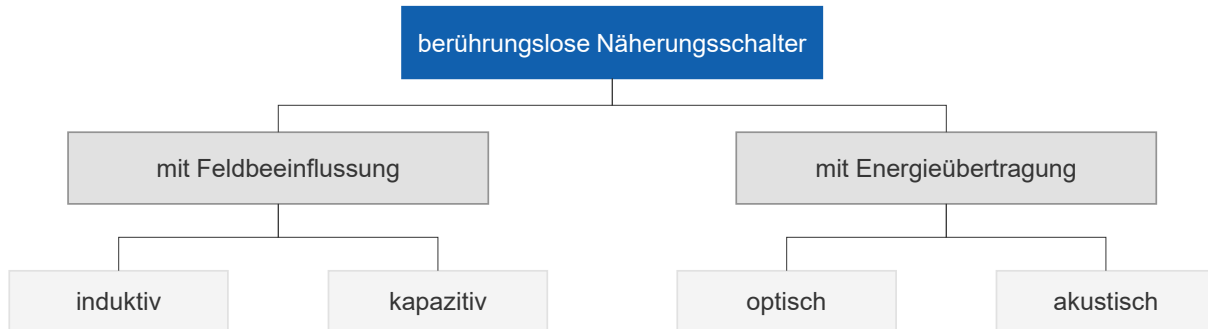 berührungslose Näherungsschalter
mit Feldbeeinflussung
mit Energieübertragung
induktiv
kapazitiv
optisch
akustisch